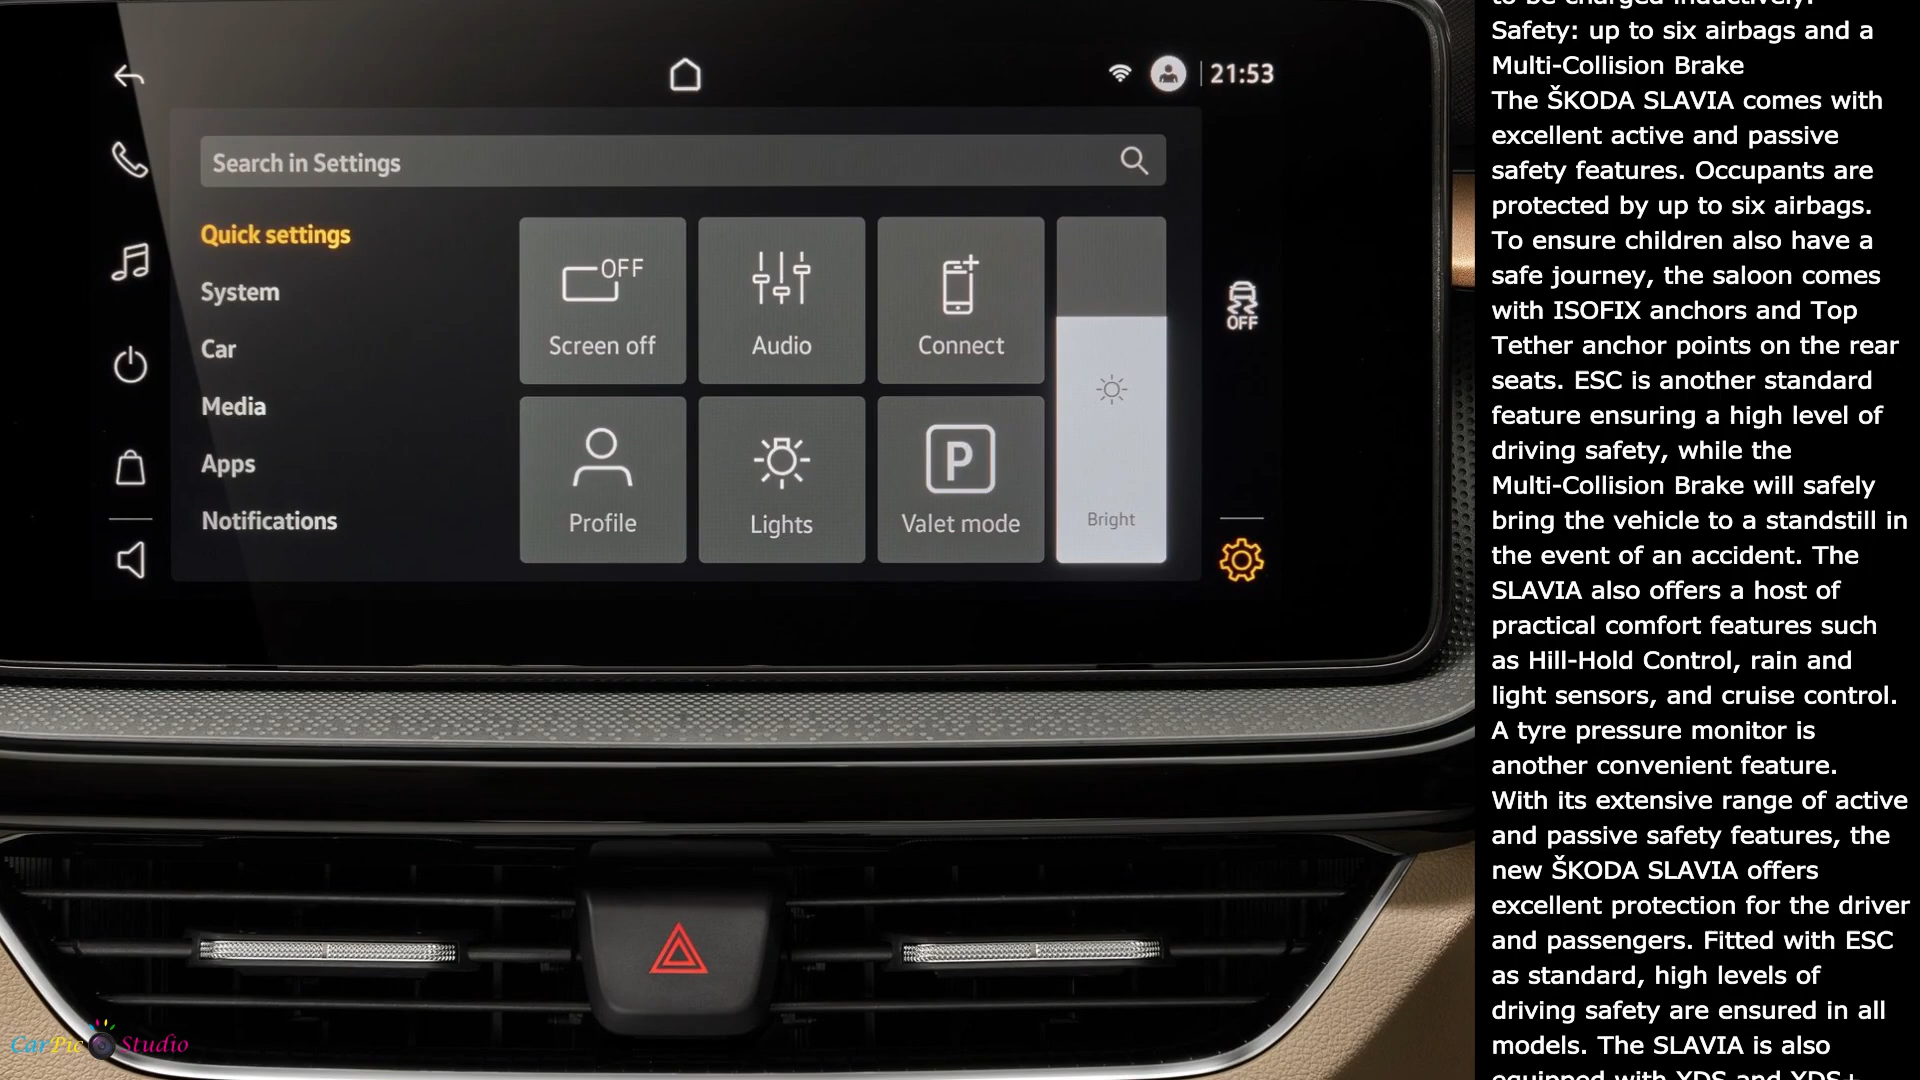 21:53
Search in Settings
Quick settings
System
Car
Media
Apps
Notifications
OFF
Screen off
Audio
Connect
Profile
Lights
P
Valet mode
Bright
OFF
CarPic Studio
to be charged inductively.
Safety: up to six airbags and a
Multi-Collision Brake
The ŠKODA SLAVIA comes with
excellent active and passive
safety features. Occupants are
protected by up to six airbags.
To ensure children also have a
safe journey, the saloon comes
with ISOFIX anchors and Top
Tether anchor points on the rear
seats. ESC is another standard
feature ensuring a high level of
driving safety, while the
Multi-Collision Brake will safely
bring the vehicle to a standstill in
the event of an accident. The
SLAVIA also offers a host of
practical comfort features such
as Hill-Hold Control, rain and
light sensors, and cruise control.
A tyre pressure monitor is
another convenient feature.
With its extensive range of active
and passive safety features, the
new ŠKODA SLAVIA offers
excellent protection for the driver
and passengers. Fitted with ESC
as standard, high levels of
driving safety are ensured in all
models. The SLAVIA is also
equipped with XDS and XDS+